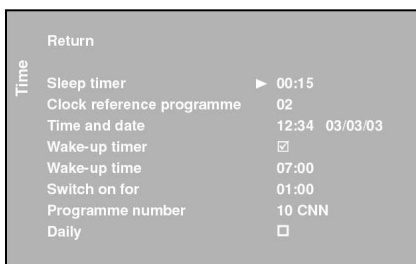 Return
Time
Sleep timer ► 00:15
Clock reference programme 02
Time and date 12:34 03/03/03
Wake-up timer ☑
Wake-up time 07:00
Switch on for 01:00
Programme number 10 CNN
Daily ☐